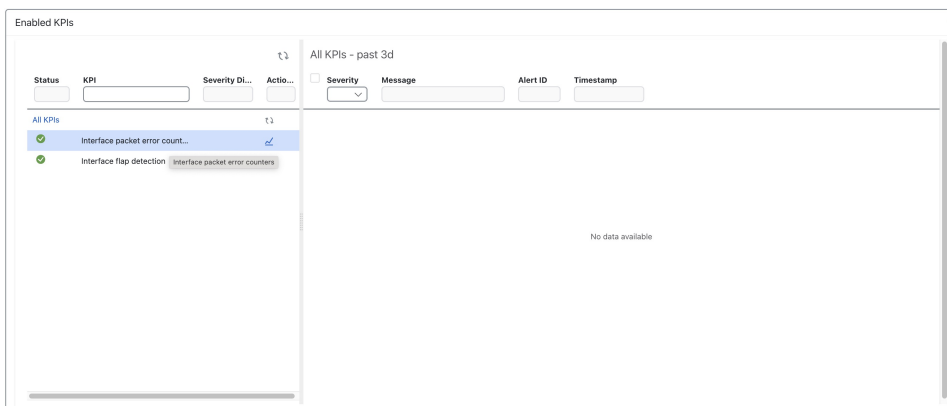 Enabled KPIs
All KPIs - past 3d
Status KPI Severity Di... Actio...
Severity Message Alert ID Timestamp
All KPIs
Interface packet error count...
Interface flap detection
Interface packet error counters
No data available